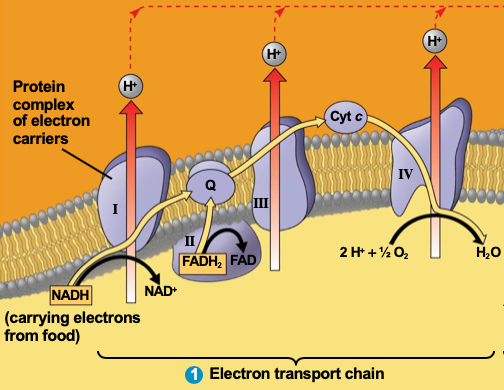 H⁺
H⁺
H⁺
Protein
complex
of electron
carriers
Cyt c
Q
I
III
IV
II
FADH₂
FAD
2 H⁺ + ½ O₂
H₂O
NADH
NAD⁺
(carrying electrons
from food)
1 Electron transport chain